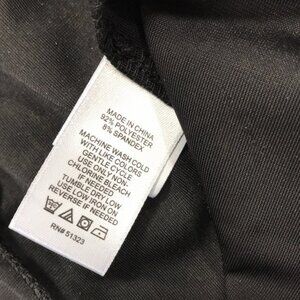 MADE IN CHINA
92% POLYESTER
8% SPANDEX
MACHINE WASH COLD
WITH LIKE COLORS
GENTLE CYCLE
USE ONLY NON-
CHLORINE BLEACH
IF NEEDED
TUMBLE DRY LOW
USE LOW IRON ON
REVERSE IF NEEDED
RN# 51323